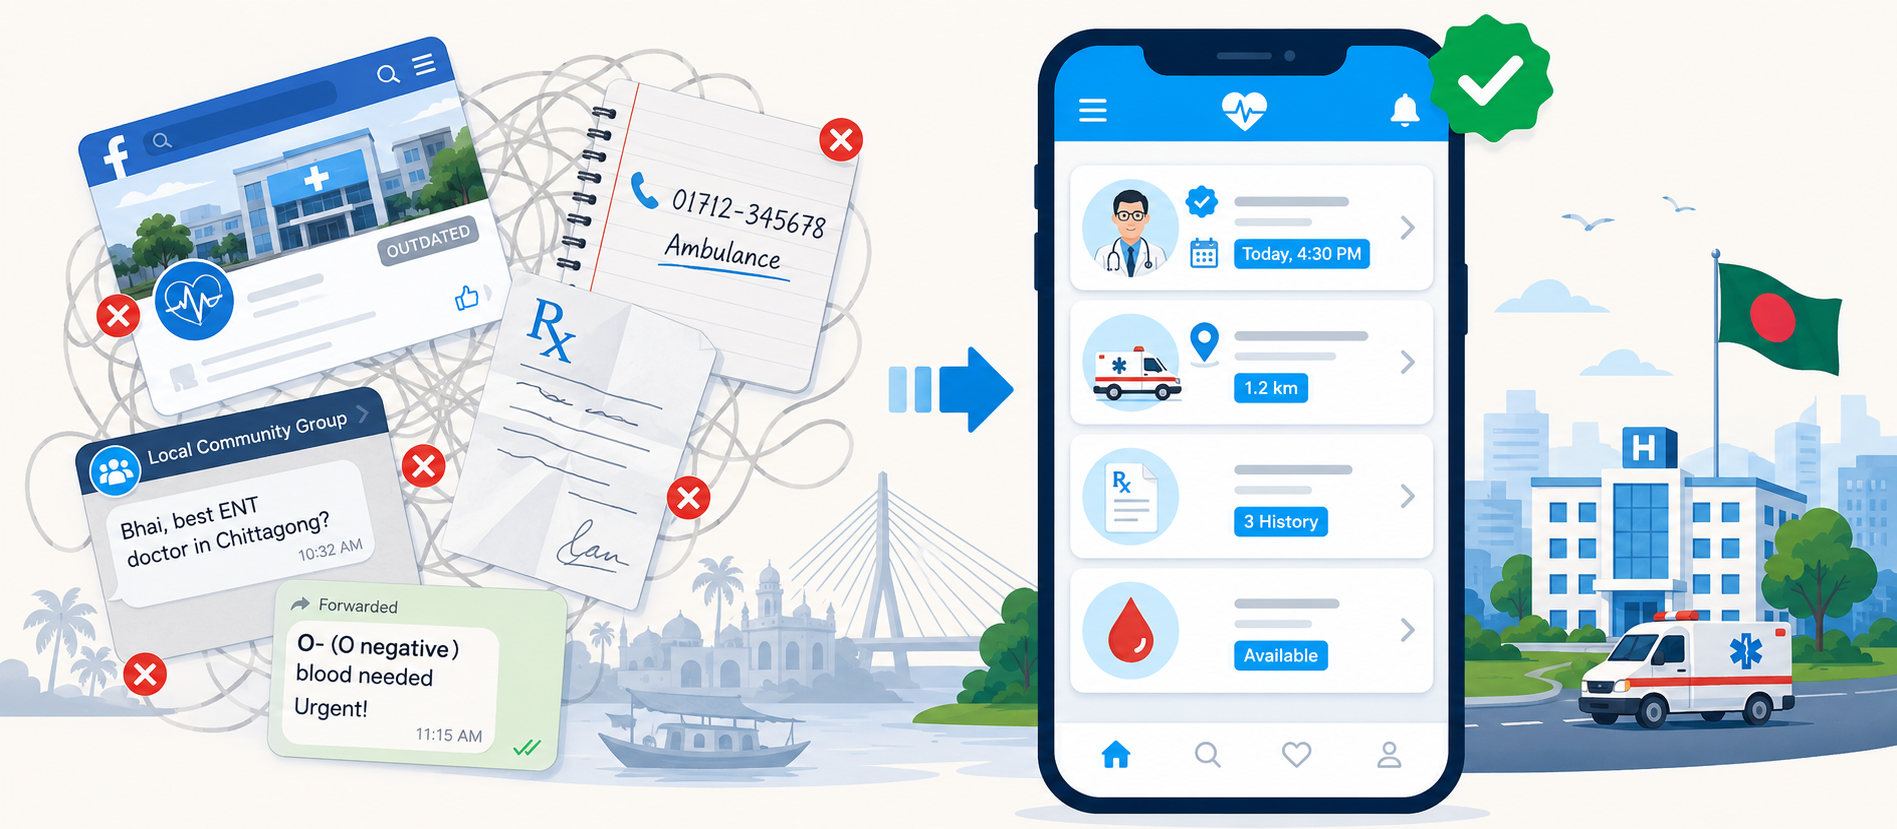 f
OUTDATED
01712-345678
Ambulance
Rx
Local Community Group
Bhai, best ENT
doctor in Chittagong?
10:32 AM
Forwarded
O- (O negative)
blood needed
Urgent!
11:15 AM
Today, 4:30 PM
1.2 km
Rx
3 History
Available
H